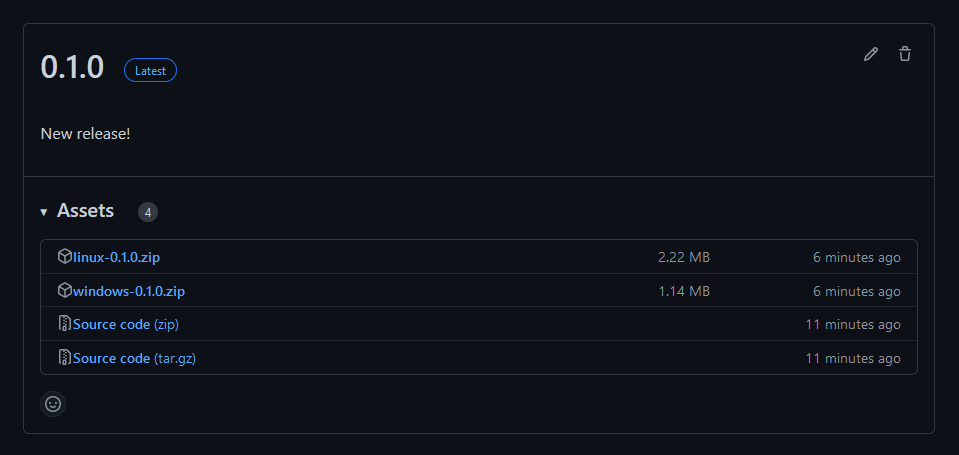 0.1.0 Latest
New release!
Assets 4
linux-0.1.0.zip 2.22 MB 6 minutes ago
windows-0.1.0.zip 1.14 MB 6 minutes ago
Source code (zip) 11 minutes ago
Source code (tar.gz) 11 minutes ago